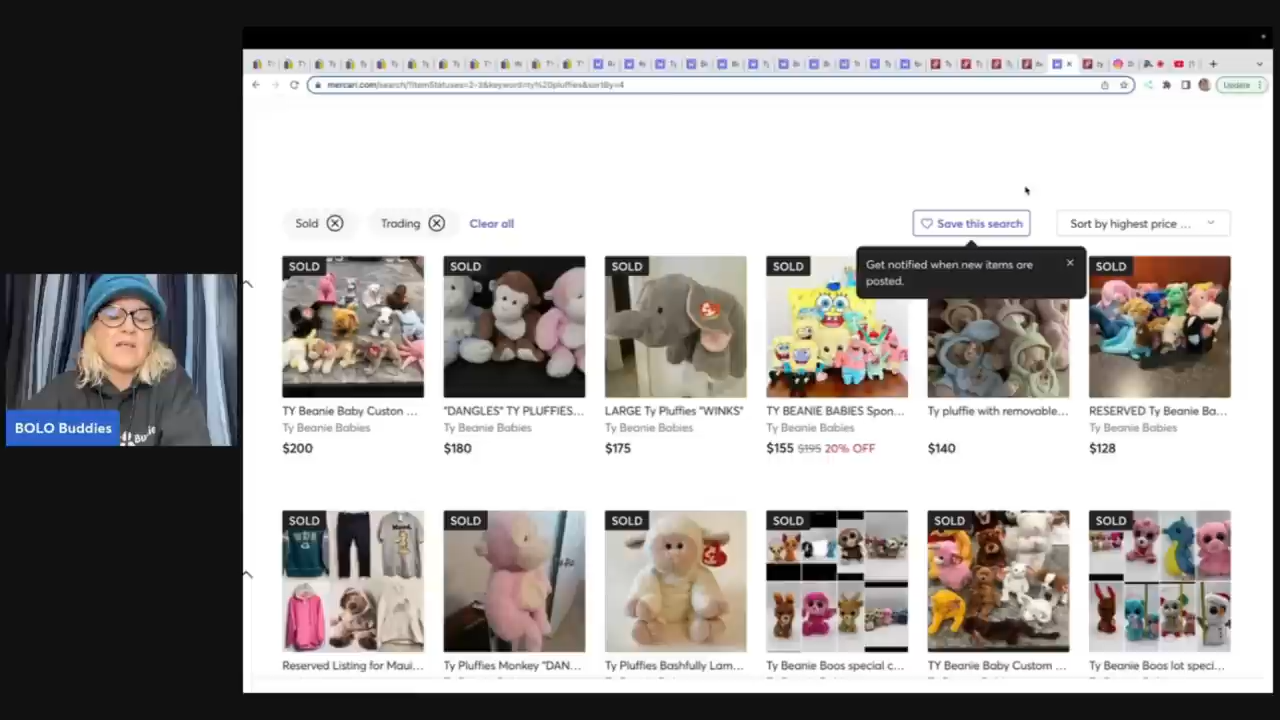 mercari.com/search/?itemStatuses=2-3&keyword=ty%20pluffies&sortBy=4
Update
Sold
Trading
Clear all
Save this search
Sort by highest price ...
Get notified when new items are
posted.
SOLD SOLD SOLD SOLD SOLD
TY Beanie Baby Custon ...
Ty Beanie Babies
$200
"DANGLES" TY PLUFFIES...
Ty Beanie Babies
$180
LARGE Ty Pluffies "WINKS"
Ty Beanie Babies
$175
TY BEANIE BABIES Spon...
Ty Beanie Babies
$155 $195 20% OFF
Ty pluffie with removable...
Ty Beanie Babies
$140
RESERVED Ty Beanie Ba...
Ty Beanie Babies
$128
BOLO Buddies
SOLD SOLD SOLD SOLD SOLD SOLD
Reserved Listing for Maui...
Ty Pluffies Monkey "DAN...
Ty Pluffies Bashfully Lam...
Ty Beanie Boos special c...
TY Beanie Baby Custom ...
Ty Beanie Boos lot speci...